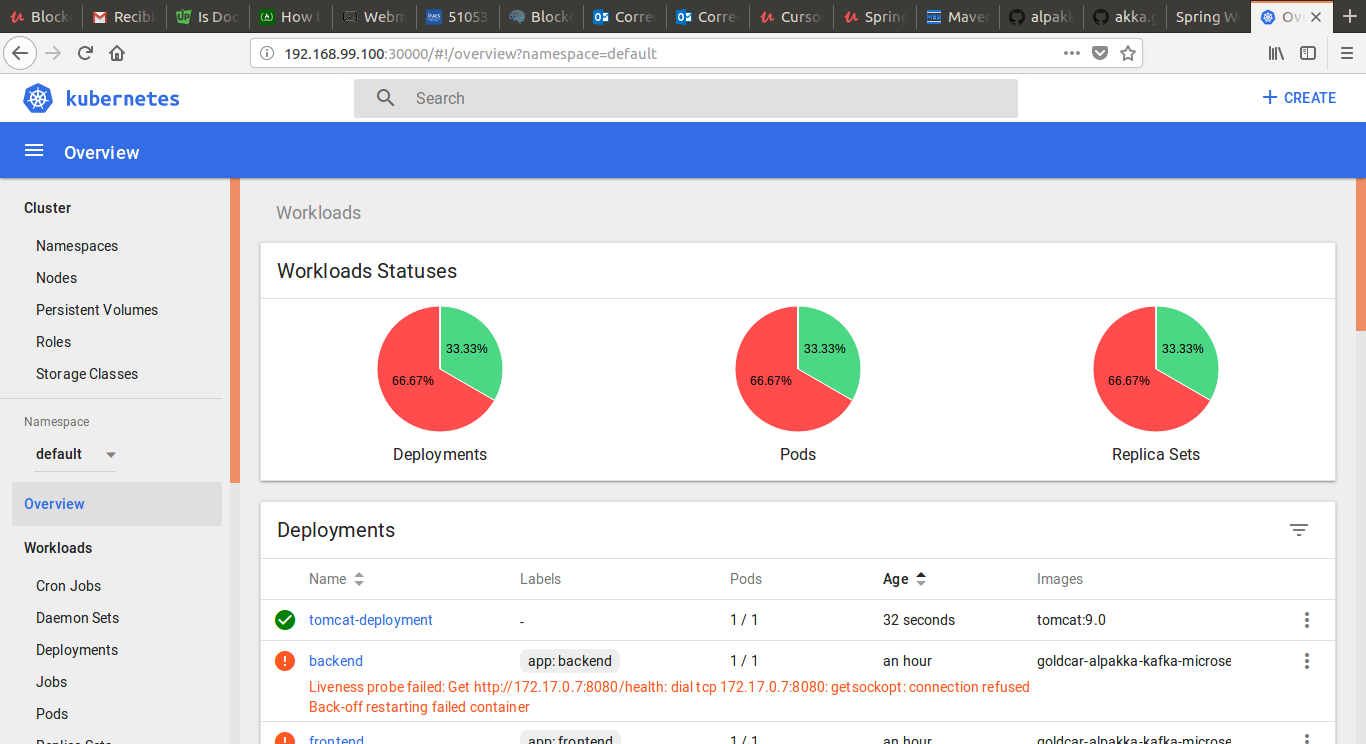 Block
Recibi
Is Doc
How t
Webm
51053
Block
Corre
Corre
Curso
Spring
Maven
alpakk
akka.g
Spring W
Ov
192.168.99.100:30000/#!/overview?namespace=default
kubernetes
Search
+ CREATE
Overview
Cluster
Namespaces
Nodes
Persistent Volumes
Roles
Storage Classes
Namespace
default
Overview
Workloads
Cron Jobs
Daemon Sets
Deployments
Jobs
Pods
Replica Sets
Workloads
Workloads Statuses
33.33%
66.67%
Deployments
33.33%
66.67%
Pods
33.33%
66.67%
Replica Sets
Deployments
Name Labels Pods Age Images
tomcat-deployment - 1 / 1 32 seconds tomcat:9.0
backend app: backend 1 / 1 an hour goldcar-alpakka-kafka-microse
Liveness probe failed: Get http://172.17.0.7:8080/health: dial tcp 172.17.0.7:8080: getsockopt: connection refused
Back-off restarting failed container
frontend app: frontend 1 / 1 an hour goldcar-alpakka-kafka-microse